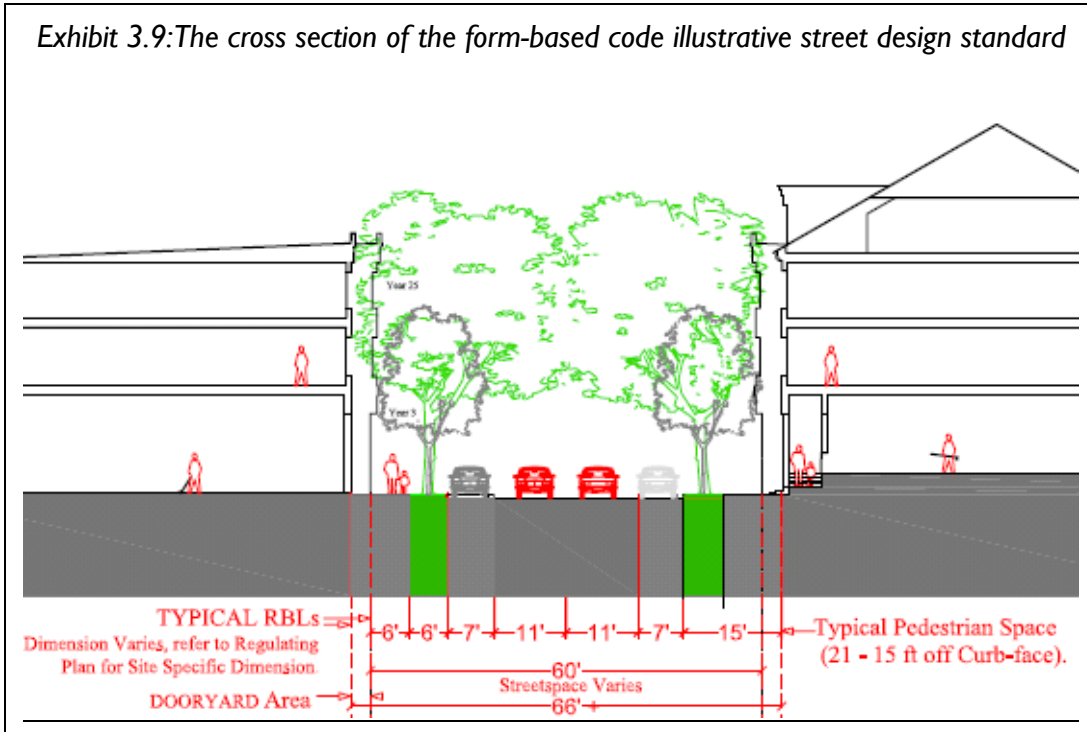 Exhibit 3.9:The cross section of the form-based code illustrative street design standard
Year 25
Year 3
TYPICAL RBLs
Dimension Varies, refer to Regulating
Plan for Site Specific Dimension.
DOORYARD Area
6' 6' 7' 11' 11' 7' 15'
60'
Streetspace Varies
66' +
Typical Pedestrian Space
(21 - 15 ft off Curb-face).